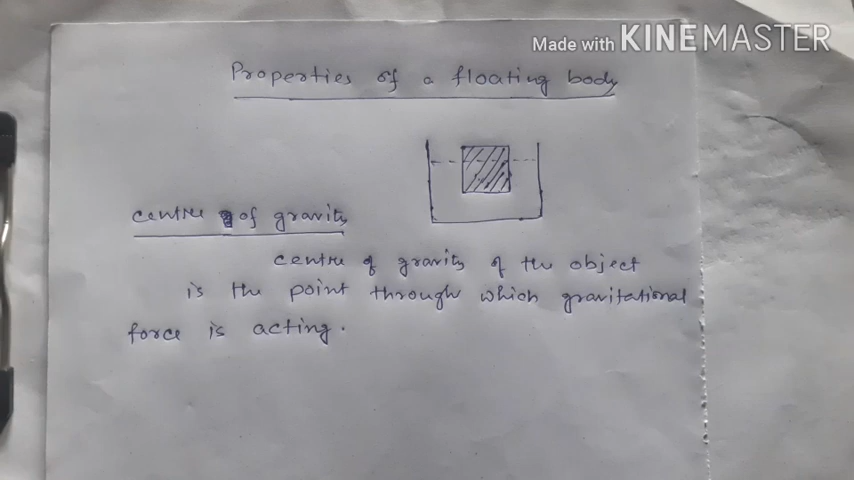 Made with KINEMASTER
Properties of a floating body
centre of gravity
centre of gravity of the object
is the point through which gravitational
force is acting.